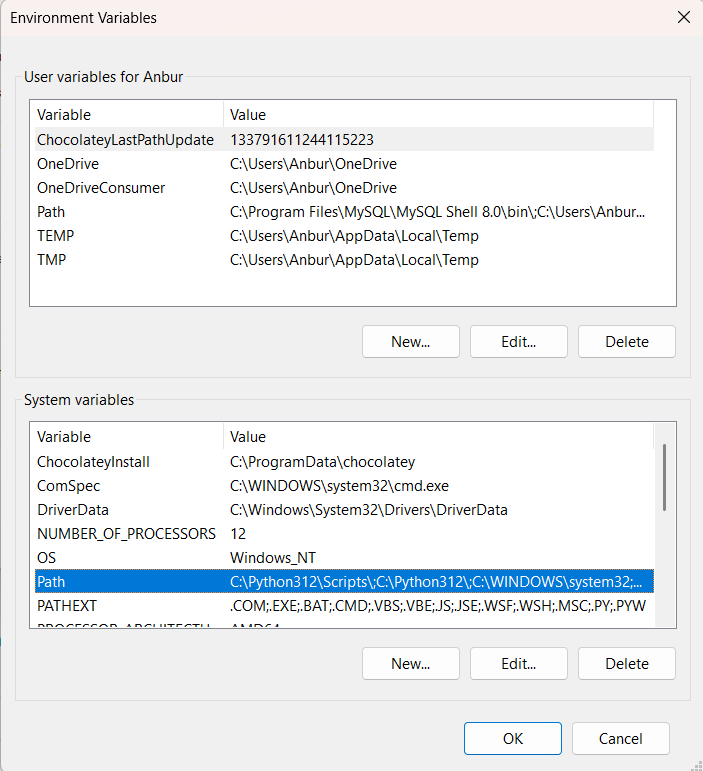 Environment Variables
User variables for Anbur
Variable Value
ChocolateyLastPathUpdate 133791611244115223
OneDrive C:\Users\Anbur\OneDrive
OneDriveConsumer C:\Users\Anbur\OneDrive
Path C:\Program Files\MySQL\MySQL Shell 8.0\bin\;C:\Users\Anbur...
TEMP C:\Users\Anbur\AppData\Local\Temp
TMP C:\Users\Anbur\AppData\Local\Temp
New... Edit... Delete
System variables
Variable Value
ChocolateyInstall C:\ProgramData\chocolatey
ComSpec C:\WINDOWS\system32\cmd.exe
DriverData C:\Windows\System32\Drivers\DriverData
NUMBER_OF_PROCESSORS 12
OS Windows_NT
Path C:\Python312\Scripts\;C:\Python312\;C:\WINDOWS\system32;...
PATHEXT .COM;.EXE;.BAT;.CMD;.VBS;.VBE;.JS;.JSE;.WSF;.WSH;.MSC;.PY;.PYW
AMD64
New... Edit... Delete
OK Cancel